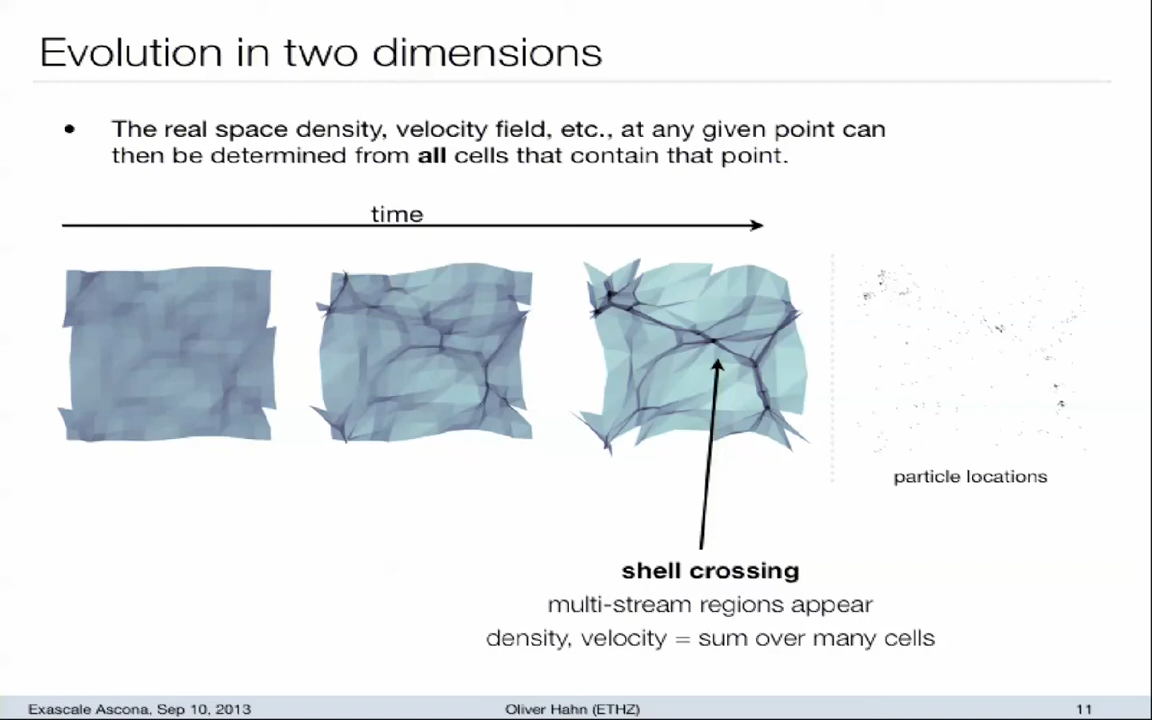 Evolution in two dimensions
• The real space density, velocity field, etc., at any given point can
then be determined from all cells that contain that point.
time
particle locations
shell crossing
multi-stream regions appear
density, velocity = sum over many cells
Exascale Ascona, Sep 10, 2013
Oliver Hahn (ETHZ)
11